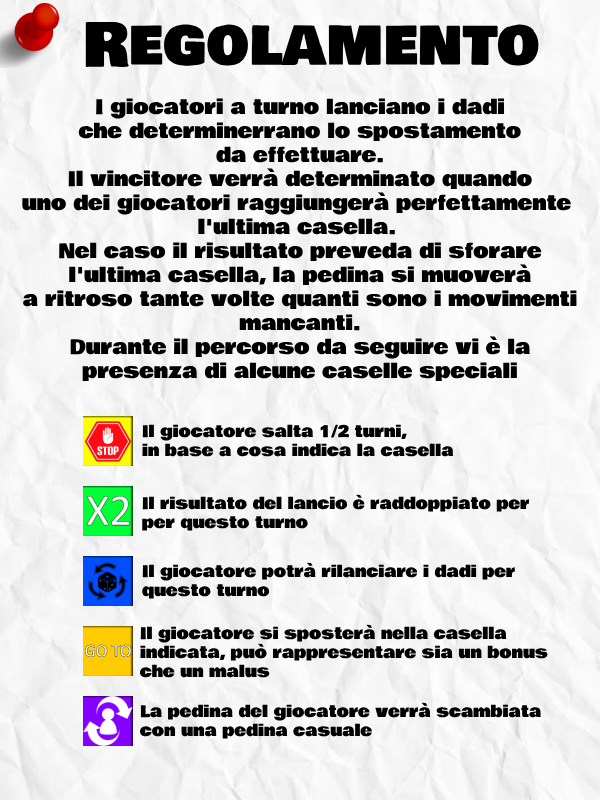 REGOLAMENTO
I giocatori a turno lanciano i dadi
che determinerrano lo spostamento
da effettuare.
Il vincitore verrà determinato quando
uno dei giocatori raggiungerà perfettamente
l'ultima casella.
Nel caso il risultato preveda di sforare
l'ultima casella, la pedina si muoverà
a ritroso tante volte quanti sono i movimenti
mancanti.
Durante il percorso da seguire vi è la
presenza di alcune caselle speciali
STOP
Il giocatore salta 1/2 turni,
in base a cosa indica la casella
X2
Il risultato del lancio è raddoppiato per
per questo turno
Il giocatore potrà rilanciare i dadi per
questo turno
GO TO
Il giocatore si sposterà nella casella
indicata, può rappresentare sia un bonus
che un malus
La pedina del giocatore verrà scambiata
con una pedina casuale